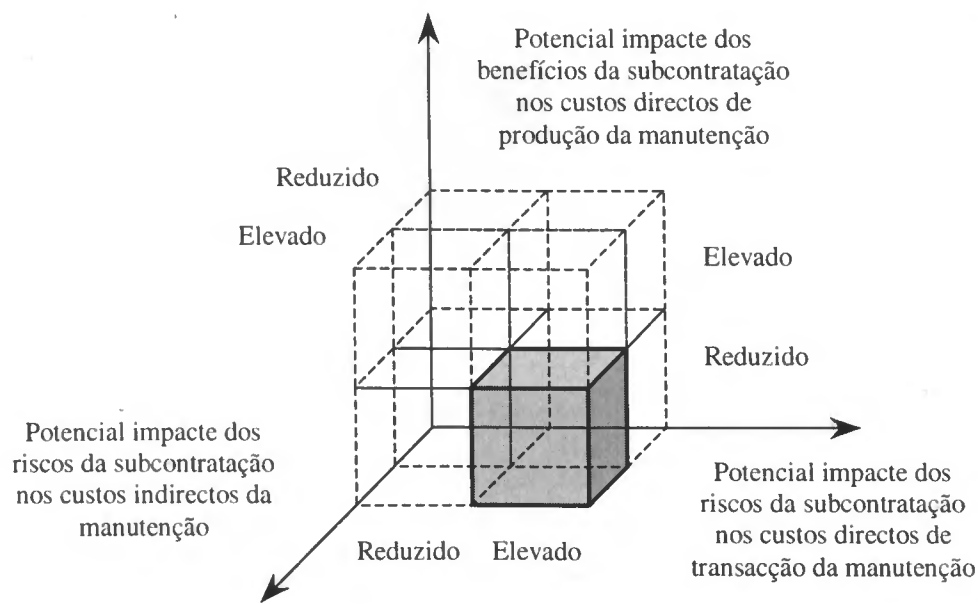 Potencial impacte dos
benefícios da subcontratação
nos custos directos de
produção da manutenção
Reduzido
Elevado
Elevado
Reduzido
Potencial impacte dos
riscos da subcontratação
nos custos indirectos da
manutenção
Potencial impacte dos
riscos da subcontratação
nos custos directos de
transacção da manutenção
Reduzido Elevado